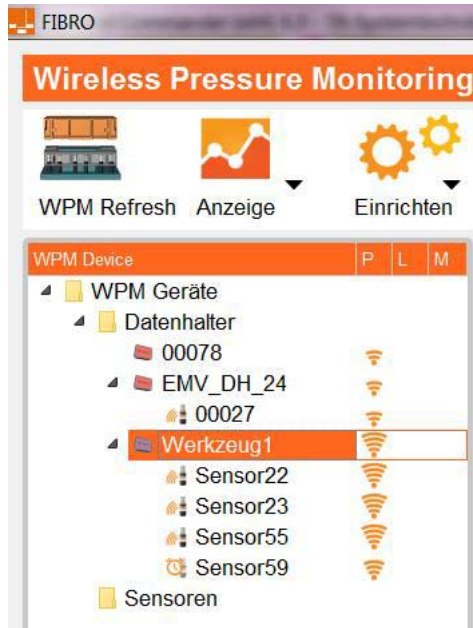 FIBRO
Wireless Pressure Monitoring
WPM Refresh Anzeige Einrichten
WPM Device P L M
WPM Geräte
Datenhalter
00078
EMV_DH_24
00027
Werkzeug1
Sensor22
Sensor23
Sensor55
Sensor59
Sensoren